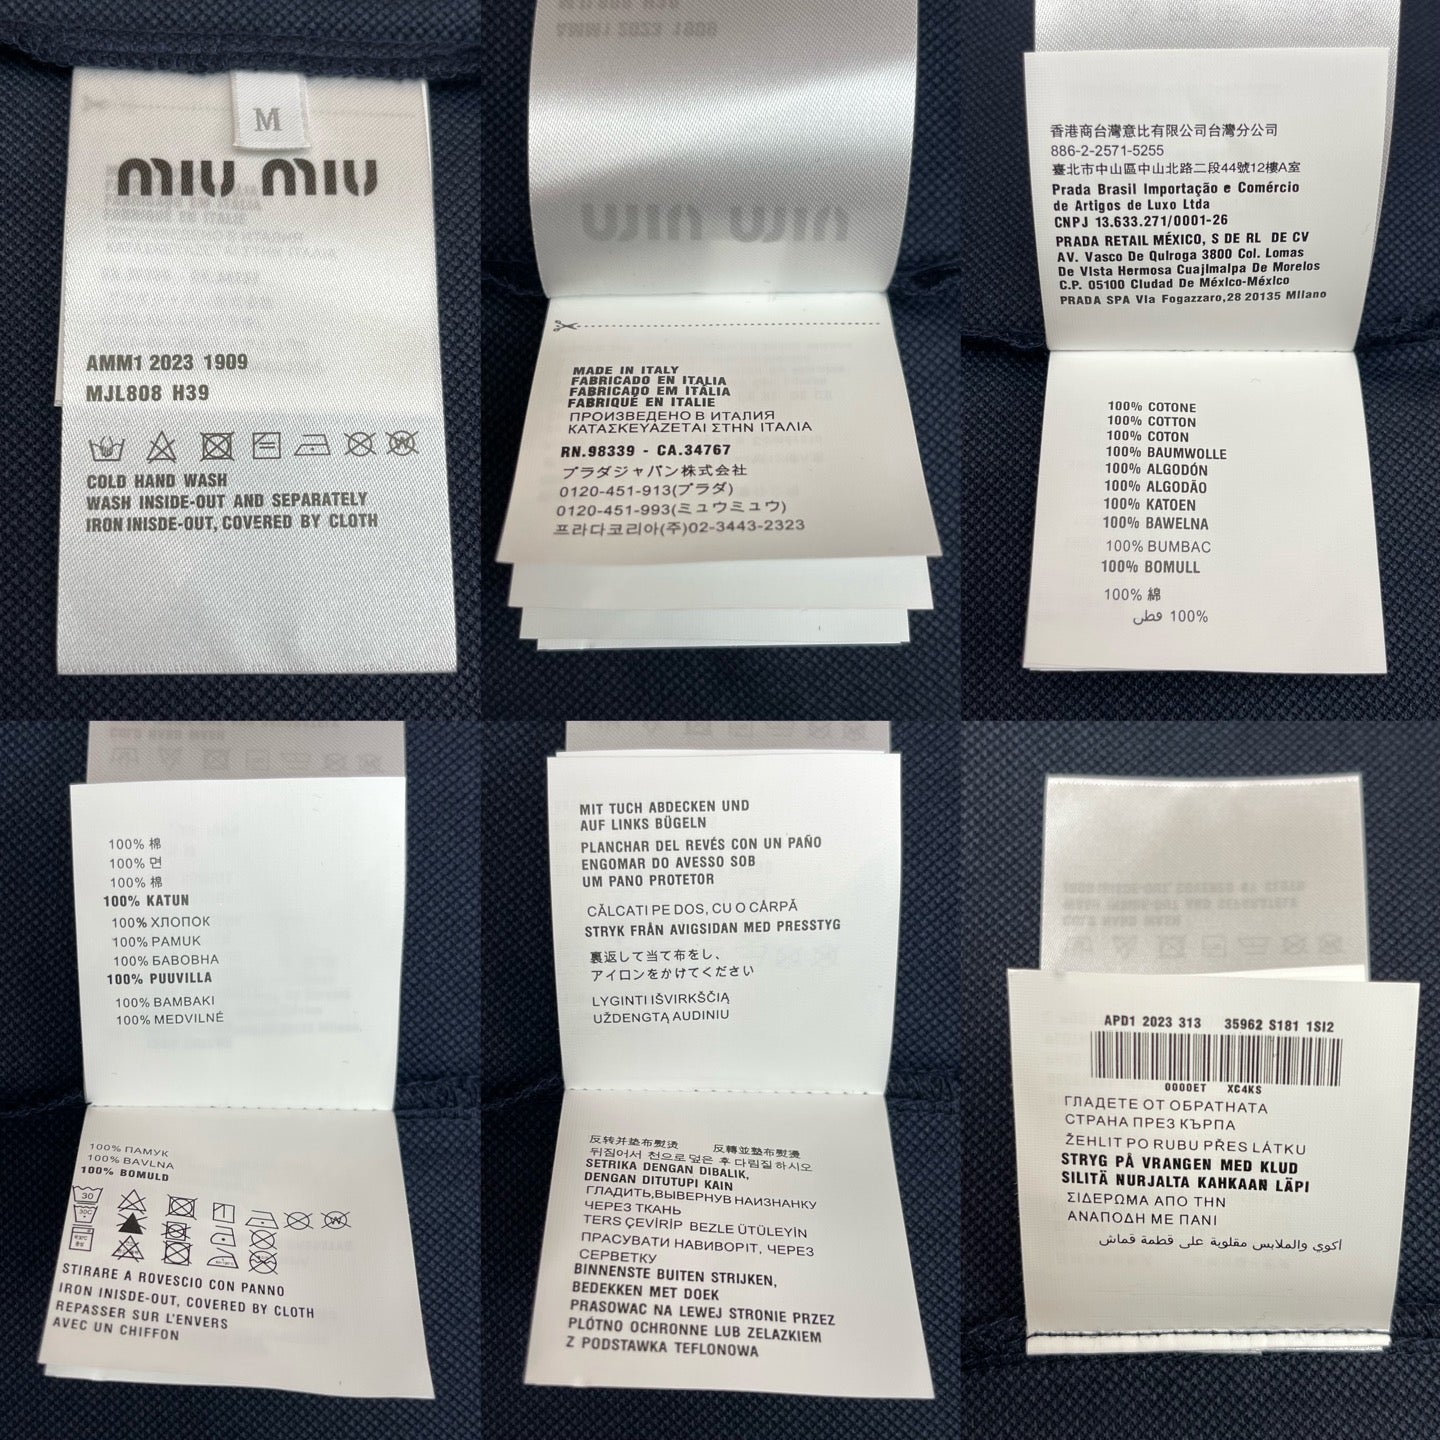 M
MIU MIU
AMM1 2023 1909
MJL808 H39
COLD HAND WASH
WASH INSIDE-OUT AND SEPARATELY
IRON INISDE-OUT, COVERED BY CLOTH
MADE IN ITALY
FABRICADO EN ITALIA
FABRICADO EM ITÁLIA
FABRIQUÉ EN ITALIE
ПРОИЗВЕДЕНО В ИТАЛИЯ
ΚΑΤΑΣΚΕΥΑΖΕΤΑΙ ΣΤΗΝ ΙΤΑΛΙΑ
RN.98339 - CA.34767
プラダジャパン株式会社
0120-451-913(プラダ)
0120-451-993(ミュウミュウ)
프라다코리아(주)02-3443-2323
香港商台灣意比有限公司台灣分公司
886-2-2571-5255
臺北市中山區中山北路二段44號12樓A室
Prada Brasil Importação e Comércio
de Artigos de Luxo Ltda
CNPJ 13.633.271/0001-26
PRADA RETAIL MÉXICO, S DE RL DE CV
AV. Vasco De Quiroga 3800 Col. Lomas
De Vista Hermosa Cuajimalpa De Morelos
C.P. 05100 Ciudad De México-México
PRADA SPA Via Fogazzaro,28 20135 Milano
100% COTONE
100% COTTON
100% COTON
100% BAUMWOLLE
100% ALGODÓN
100% ALGODÃO
100% KATOEN
100% BAWELNA
100% BUMBAC
100% BOMULL
100% 綿
100% قطن
100% 棉
100% 면
100% 棉
100% KATUN
100% ХЛОПОК
100% PAMUK
100% БАВОВНА
100% PUUVILLA
100% BAMBAKI
100% MEDVILNĖ
100% ПАМУК
100% BAVLNA
100% BOMULD
30
30C
STIRARE A ROVESCIO CON PANNO
IRON INISDE-OUT, COVERED BY CLOTH
REPASSER SUR L'ENVERS
AVEC UN CHIFFON
MIT TUCH ABDECKEN UND
AUF LINKS BÜGELN
PLANCHAR DEL REVÉS CON UN PAÑO
ENGOMAR DO AVESSO SOB
UM PANO PROTETOR
CĂLCATI PE DOS, CU O CÂRPĂ
STRYK FRÅN AVIGSIDAN MED PRESSTYG
裏返して当て布をし、
アイロンをかけてください
LYGINTI IŠVIRKŠČIĄ
UŽDENGTĄ AUDINIU
反转并垫布熨烫 反轉並墊布熨燙
뒤집어서 천으로 덮은 후 다림질 하시오
SETRIKA DENGAN DIBALIK,
DENGAN DITUTUPI KAIN
ГЛАДИТЬ,ВЫВЕРНУВ НАИЗНАНКУ
ЧЕРЕЗ ТКАНЬ
TERS ÇEVİRİP BEZLE ÜTÜLEYİN
ПРАСУВАТИ НАВИВОРІТ, ЧЕРЕЗ
СЕРВЕТКУ
BINNENSTE BUITEN STRIJKEN,
BEDEKKEN MET DOEK
PRASOWAC NA LEWEJ STRONIE PRZEZ
PLÓTNO OCHRONNE LUB ZELAZKIEM
Z PODSTAWKA TEFLONOWA
APD1 2023 313 35962 S181 1SI2
0000ET XC4KS
ГЛАДЕТЕ ОТ ОБРАТНАТА
СТРАНА ПРЕЗ КЪРПА
ŽEHLIT PO RUBU PŘES LÁTKU
STRYG PÅ VRANGEN MED KLUD
SILITÄ NURJALTA KAHKAAN LÄPI
ΣΙΔΕΡΩΜΑ ΑΠΟ ΤΗΝ
ΑΝΑΠΟΔΗ ΜΕ ΠΑΝΙ
أكوي والملابس مقلوبة على قطمة قماش